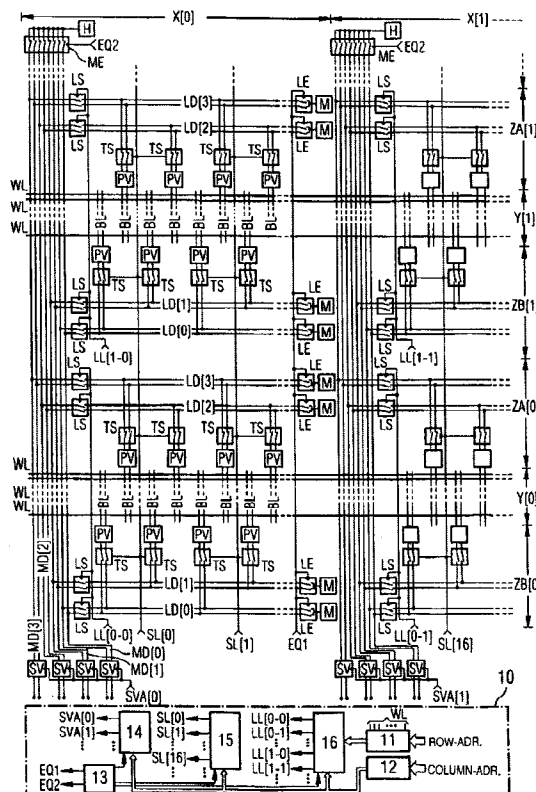 X[0] X[1]
H H
EQ2 EQ2
ME ME
LS LE LS
LD[3] M
LS LD[2] M LS ZA[1]
TS TS LE
TS TS
PV PV PV PV
WL
WL BL BL BL BL Y[1]
WL
PV PV PV PV
LS TS TS TS TS LE LS
LD[1] M ZB[1]
LS LD[0] M LS
LL[1-0] LE LL[1-1]
LS LE LS
LD[3] M
LS LD[2] M LS ZA[0]
TS TS LE
TS TS
PV PV PV PV
WL
WL BL BL BL BL Y[0]
WL
PV PV PV PV
MD[2] LS TS TS TS TS LE LS
LD[1] M ZB[0]
LS LD[0] M LS
MD[3] LL[0-0] SL[0] SL[1] EQ1 LE LL[0-1] SL[16]
MD[0]
SV SV SV SV MD[1] SV SV SV SV
SVA[0] SVA[1]
10
SVA[0] SL[0] LL[0-0] WL
SVA[1] 14 SL[1] 15 LL[0-1] 16 11 ROW-ADR.
EQ1 13 SL[16] LL[1-0] 12 COLUMN-ADR.
EQ2 LL[1-1]